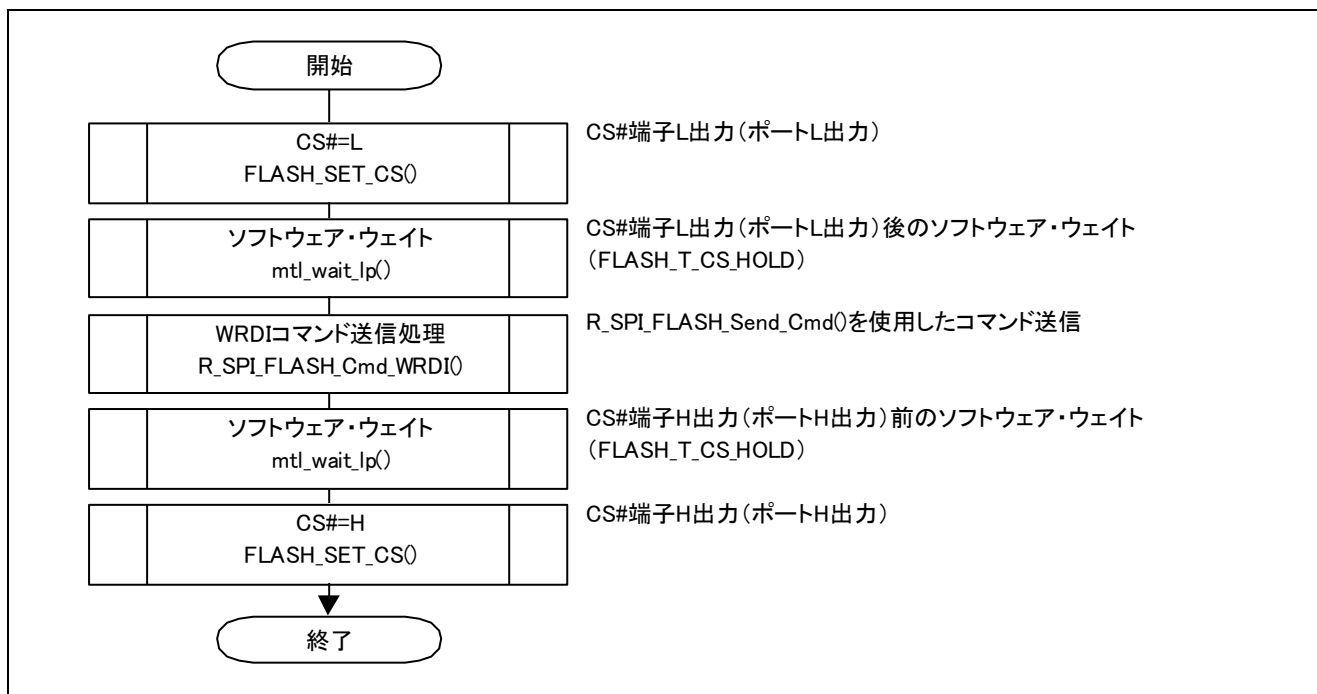 開始
CS#=L
FLASH_SET_CS()
CS#端子L出力(ポートL出力)
ソフトウェア・ウェイト
mtl_wait_lp()
CS#端子L出力(ポートL出力)後のソフトウェア・ウェイト
(FLASH_T_CS_HOLD)
WRDIコマンド送信処理
R_SPI_FLASH_Cmd_WRDI()
R_SPI_FLASH_Send_Cmd()を使用したコマンド送信
ソフトウェア・ウェイト
mtl_wait_lp()
CS#端子H出力(ポートH出力)前のソフトウェア・ウェイト
(FLASH_T_CS_HOLD)
CS#=H
FLASH_SET_CS()
CS#端子H出力(ポートH出力)
終了